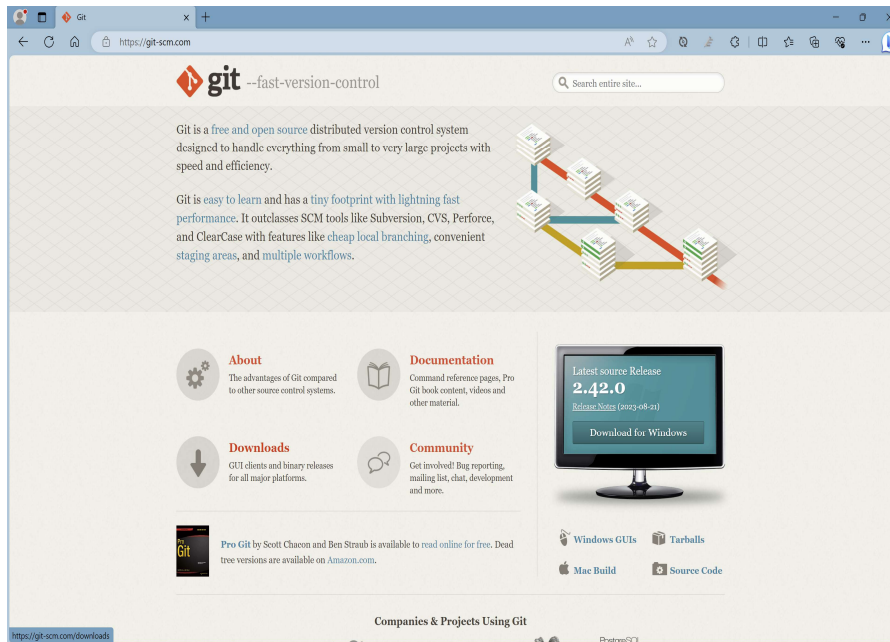 Git
https://git-scm.com
git --fast-version-control
Search entire site...
Git is a free and open source distributed version control system
designed to handle everything from small to very large projects with
speed and efficiency.
Git is easy to learn and has a tiny footprint with lightning fast
performance. It outclasses SCM tools like Subversion, CVS, Perforce,
and ClearCase with features like cheap local branching, convenient
staging areas, and multiple workflows.
About
The advantages of Git compared
to other source control systems.
Documentation
Command reference pages, Pro
Git book content, videos and
other material.
Downloads
GUI clients and binary releases
for all major platforms.
Community
Get involved! Bug reporting,
mailing list, chat, development
and more.
Latest source Release
2.42.0
Release Notes (2023-08-21)
Download for Windows
Pro
Git
Pro Git by Scott Chacon and Ben Straub is available to read online for free. Dead
tree versions are available on Amazon.com.
Windows GUIs
Tarballs
Mac Build
Source Code
Companies & Projects Using Git
PostgreSQL
https://git-scm.com/downloads